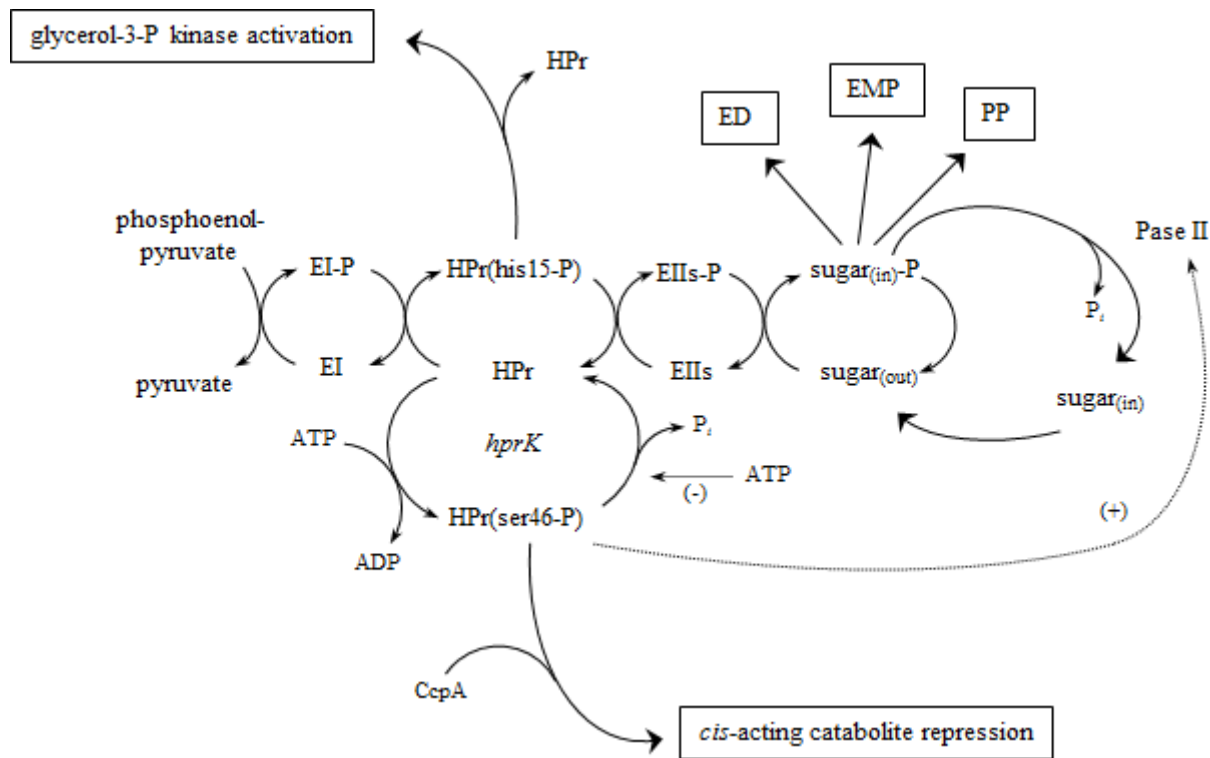 glycerol-3-P kinase activation
HPr
ED
EMP
PP
phosphoenol-
pyruvate
EI-P
HPr(his15-P)
EIIs-P
sugar(in)-P
Pase II
Pi
pyruvate
EI
HPr
EIIs
sugar(out)
sugar(in)
ATP
hprK
Pi
ATP
(-)
HPr(ser46-P)
(+)
ADP
CcpA
cis-acting catabolite repression